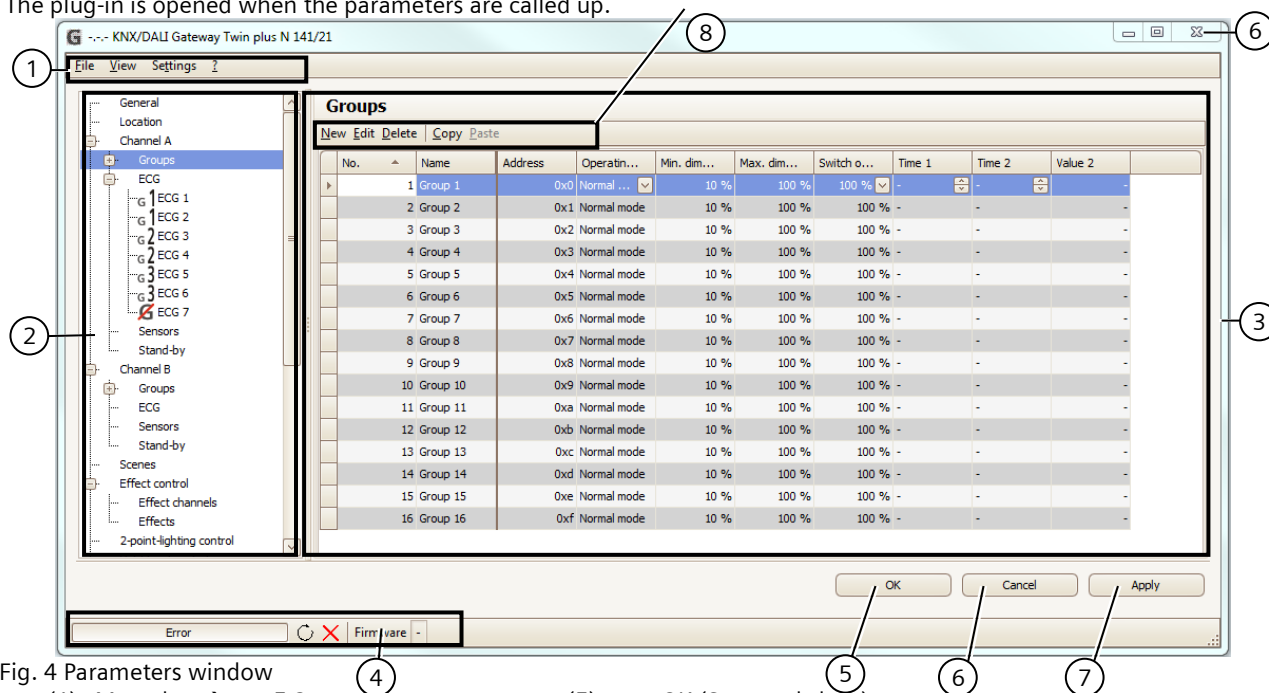 The plug-in is opened when the parameters are called up.
8
-.-.- KNX/DALI Gateway Twin plus N 141/21
6
1
File View Settings ?
General
Location
Channel A
Groups
ECG
G 1 ECG 1
G 1 ECG 2
G 2 ECG 3
G 2 ECG 4
G 3 ECG 5
G 3 ECG 6
G ECG 7
Sensors
Stand-by
Channel B
Groups
ECG
Sensors
Stand-by
Scenes
Effect control
Effect channels
Effects
2-point-lighting control
2
Groups
New Edit Delete Copy Paste
No. Name Address Operatin... Min. dim... Max. dim... Switch o... Time 1 Time 2 Value 2
1 Group 1 0x0 Normal ... 10 % 100 % 100 % - - -
2 Group 2 0x1 Normal mode 10 % 100 % 100 % - - -
3 Group 3 0x2 Normal mode 10 % 100 % 100 % - - -
4 Group 4 0x3 Normal mode 10 % 100 % 100 % - - -
5 Group 5 0x4 Normal mode 10 % 100 % 100 % - - -
6 Group 6 0x5 Normal mode 10 % 100 % 100 % - - -
7 Group 7 0x6 Normal mode 10 % 100 % 100 % - - -
8 Group 8 0x7 Normal mode 10 % 100 % 100 % - - -
9 Group 9 0x8 Normal mode 10 % 100 % 100 % - - -
10 Group 10 0x9 Normal mode 10 % 100 % 100 % - - -
11 Group 11 0xa Normal mode 10 % 100 % 100 % - - -
12 Group 12 0xb Normal mode 10 % 100 % 100 % - - -
13 Group 13 0xc Normal mode 10 % 100 % 100 % - - -
14 Group 14 0xd Normal mode 10 % 100 % 100 % - - -
15 Group 15 0xe Normal mode 10 % 100 % 100 % - - -
16 Group 16 0xf Normal mode 10 % 100 % 100 % - - -
3
OK Cancel Apply
Error Firmware -
4 5 6 7
Fig. 4 Parameters window